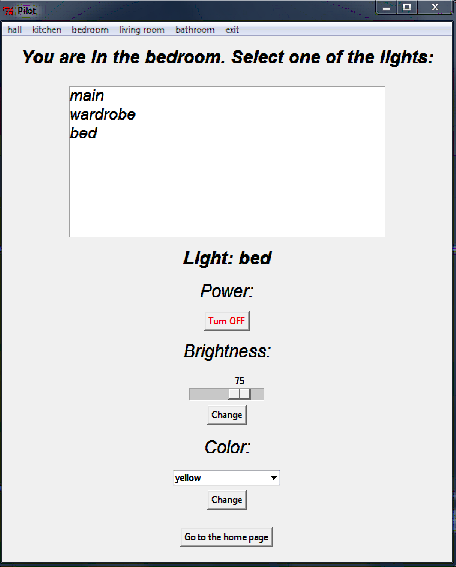 Pilot
hall kitchen bedroom living room bathroom exit
You are in the bedroom. Select one of the lights:
main
wardrobe
bed
Light: bed
Power:
Turn OFF
Brightness:
75
Change
Color:
yellow
Change
Go to the home page